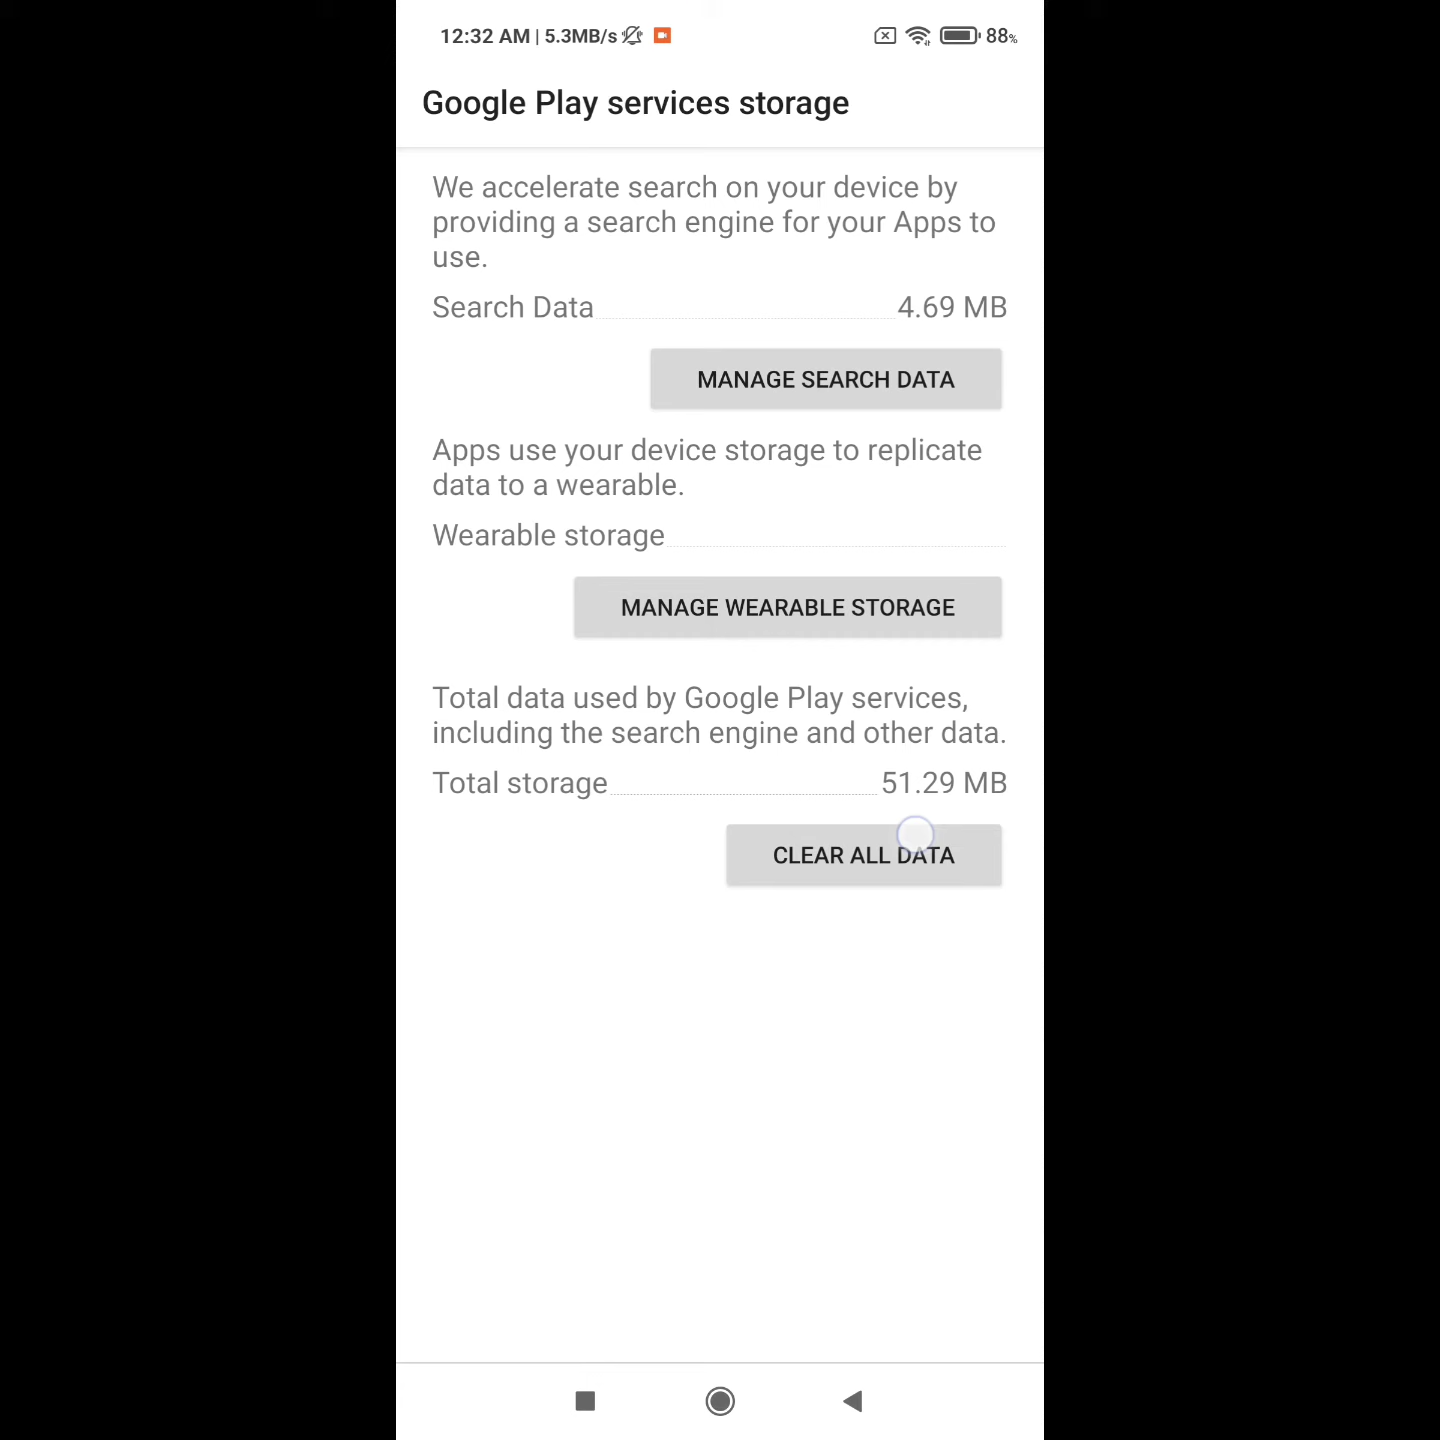 12:32 AM | 5.3MB/s 88%
Google Play services storage
We accelerate search on your device by
providing a search engine for your Apps to
use.
Search Data 4.69 MB
MANAGE SEARCH DATA
Apps use your device storage to replicate
data to a wearable.
Wearable storage
MANAGE WEARABLE STORAGE
Total data used by Google Play services,
including the search engine and other data.
Total storage 51.29 MB
CLEAR ALL DATA